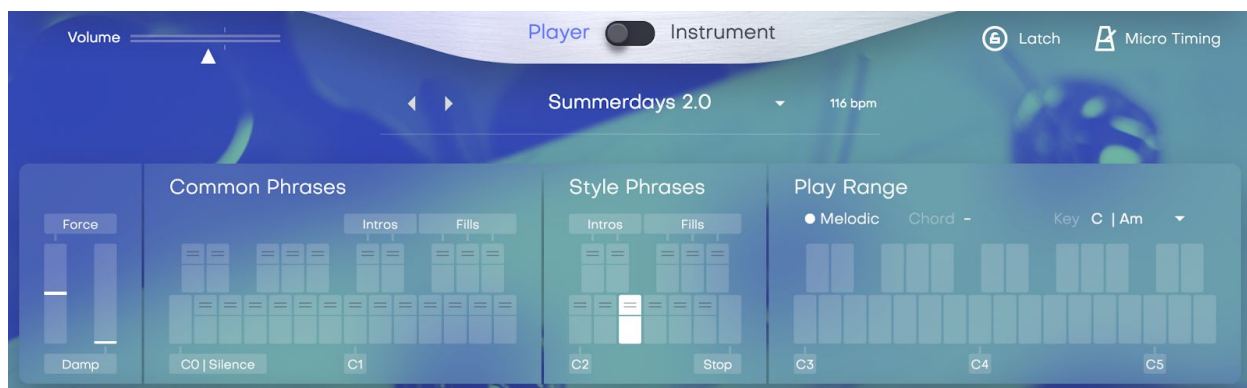 Volume
Player Instrument
Latch Micro Timing
Summerdays 2.0 116 bpm
Common Phrases Style Phrases Play Range
Melodic Chord - Key C | Am
Force Intros Fills Intros Fills
Damp C0 | Silence C1 C2 Stop C3 C4 C5